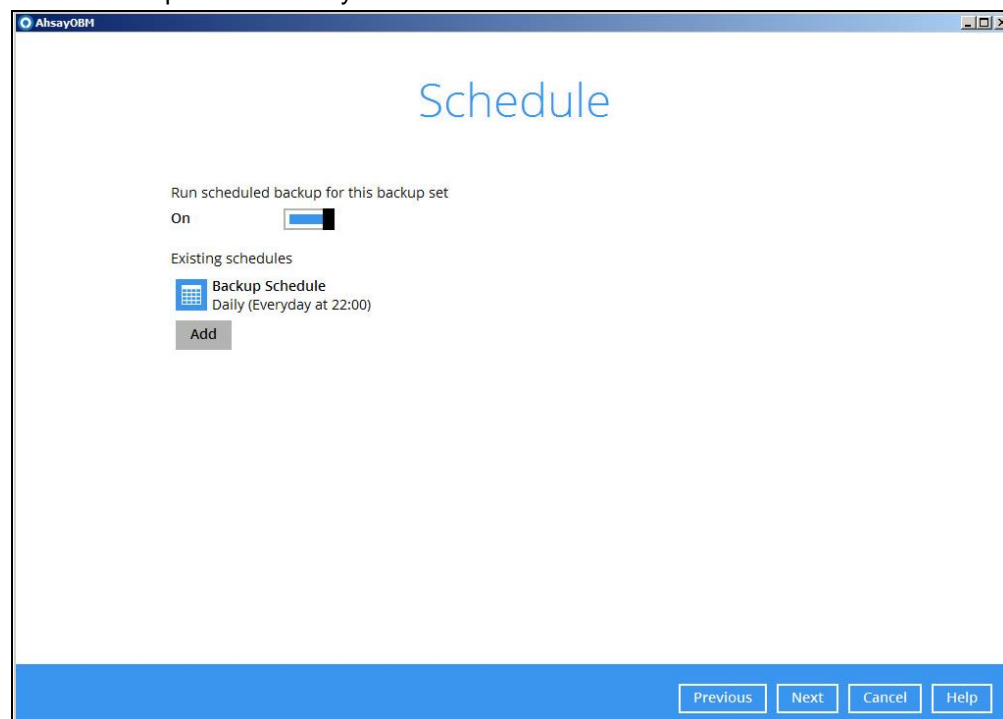 AhsayOBM
Schedule
Run scheduled backup for this backup set
On
Existing schedules
Backup Schedule
Daily (Everyday at 22:00)
Add
Previous Next Cancel Help